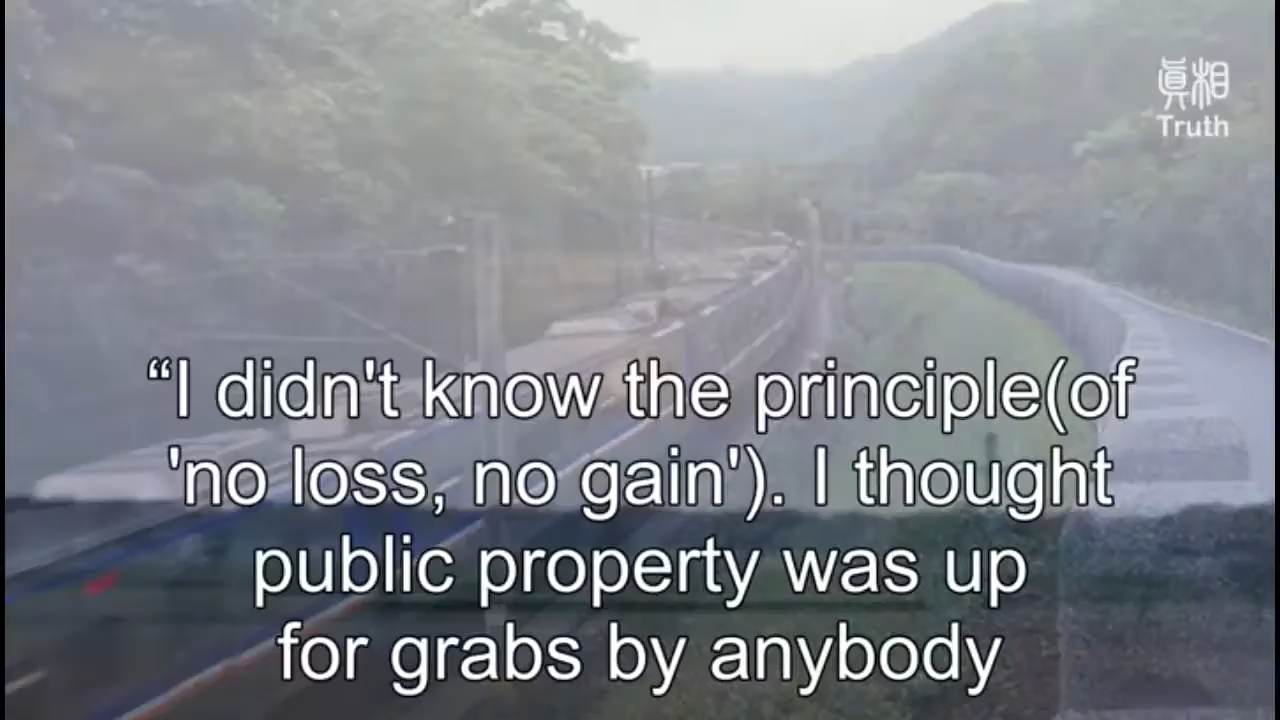 眞相
Truth
“I didn't know the principle(of
'no loss, no gain'). I thought
public property was up
for grabs by anybody